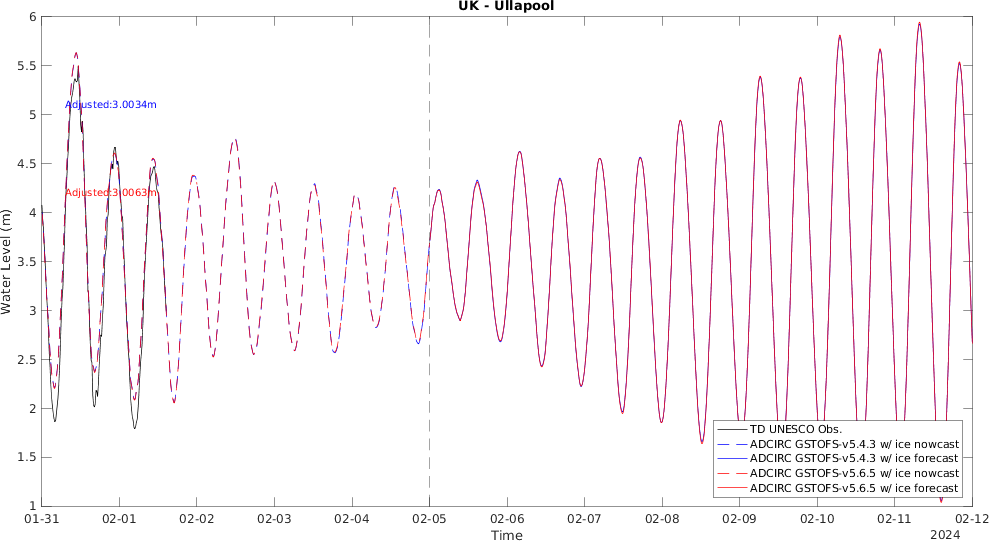 UK - Ullapool
6
5.5
5
4.5
4
3.5
3
2.5
2
1.5
1
Water Level (m)
Adjusted:3.0034m
Adjusted:3.0063m
TD UNESCO Obs.
ADCIRC GSTOFS-v5.4.3 w/ ice nowcast
ADCIRC GSTOFS-v5.4.3 w/ ice forecast
ADCIRC GSTOFS-v5.6.5 w/ ice nowcast
ADCIRC GSTOFS-v5.6.5 w/ ice forecast
01-31 02-01 02-02 02-03 02-04 02-05 02-06 02-07 02-08 02-09 02-10 02-11 02-12
Time
2024